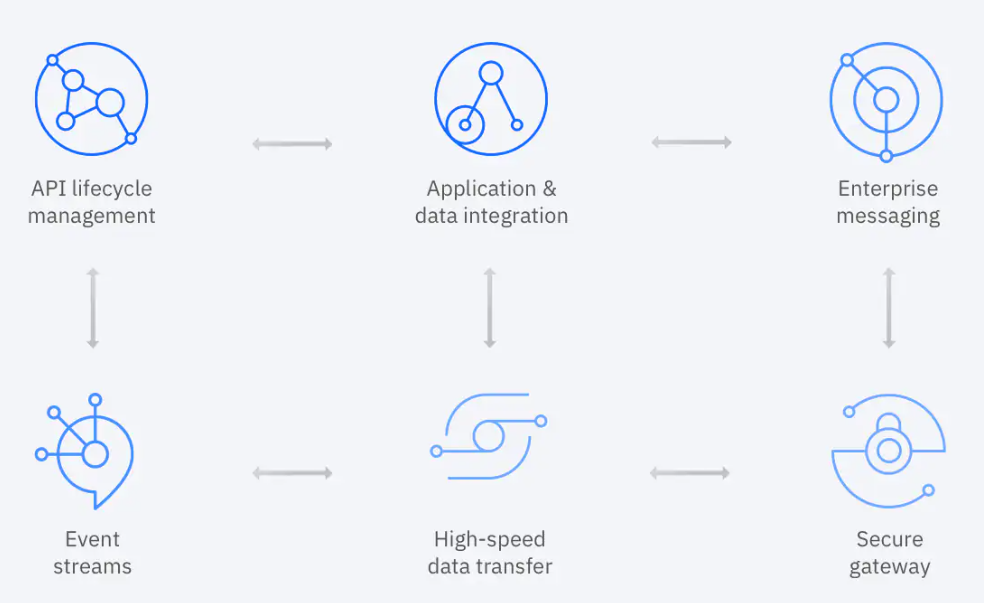 API lifecycle
management
Application &
data integration
Enterprise
messaging
Event
streams
High-speed
data transfer
Secure
gateway